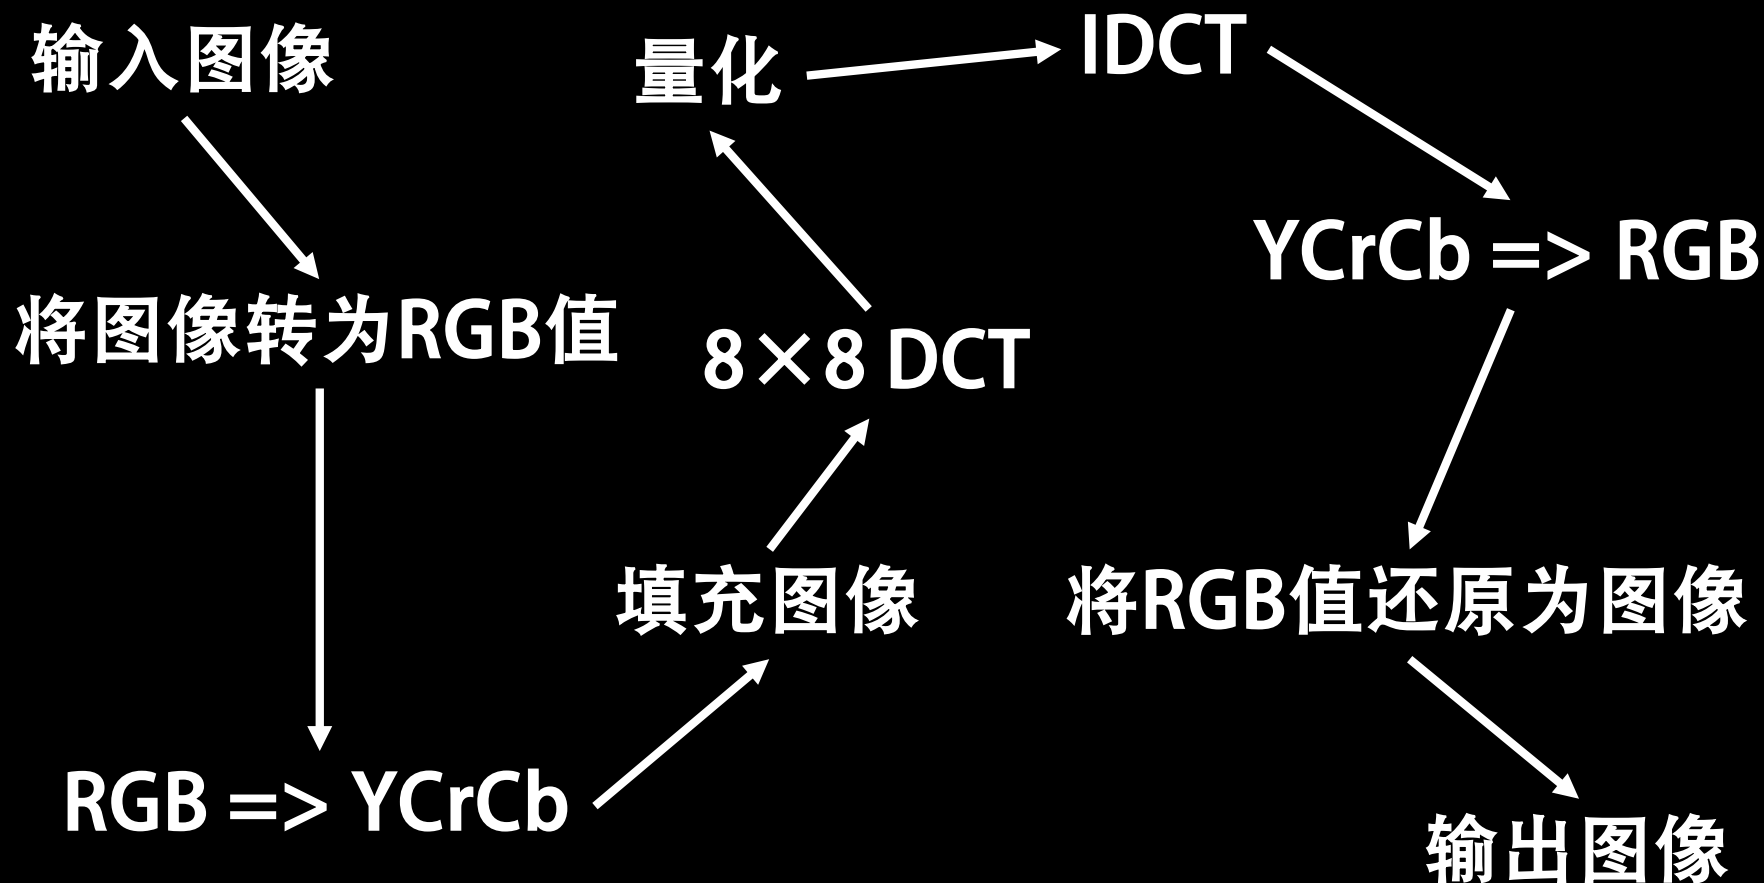 输入图像
将图像转为RGB值
RGB => YCrCb
填充图像
8×8 DCT
量化
IDCT
YCrCb => RGB
将RGB值还原为图像
输出图像